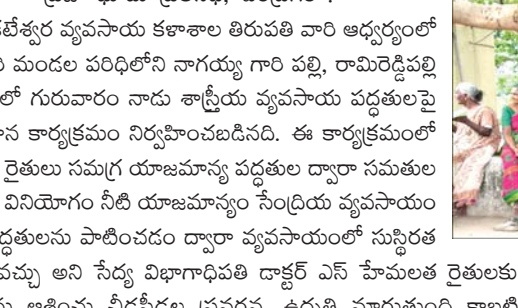 కటేశ్వర వ్యవసాయ కళాశాల తిరుపతి వారి ఆధ్వర్యంలో
మండల పరిధిలోని నాగయ్య గారి పల్లి, రామిరెడ్డిపల్లి
లో గురువారం నాడు శాస్త్రీయ వ్యవసాయ పద్ధతులపై
న కార్యక్రమం నిర్వహించబడినది. ఈ కార్యక్రమంలో
రైతులు సమగ్ర యాజమాన్య పద్ధతుల ద్వారా సమతుల
వినియోగం నీటి యాజమాన్యం సేంద్రియ వ్యవసాయం
ద్ధతులను పాటించడం ద్వారా వ్యవసాయంలో సుస్థిరత
వచ్చు అని సేద్య విభాగాధిపతి డాక్టర్ ఎస్ హేమలత రైతులకు